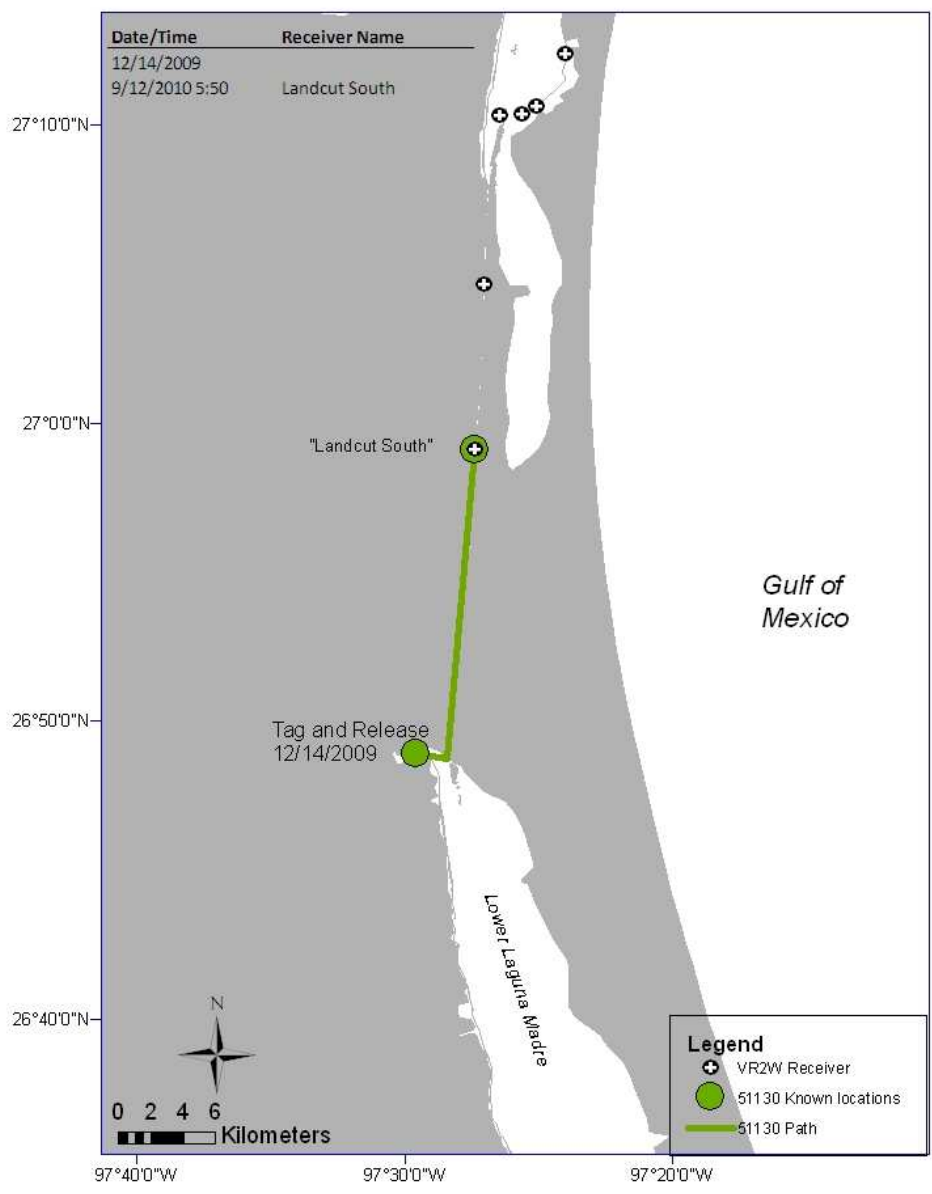 Date/Time Receiver Name
12/14/2009
9/12/2010 5:50 Landcut South
27°10'0"N
27°0'0"N
"Landcut South"
Gulf of
Mexico
26°50'0"N
Tag and Release
12/14/2009
Lower Laguna Madre
26°40'0"N
N
0 2 4 6
Kilometers
Legend
VR2W Receiver
51130 Known locations
51130 Path
97°40'0"W 97°30'0"W 97°20'0"W